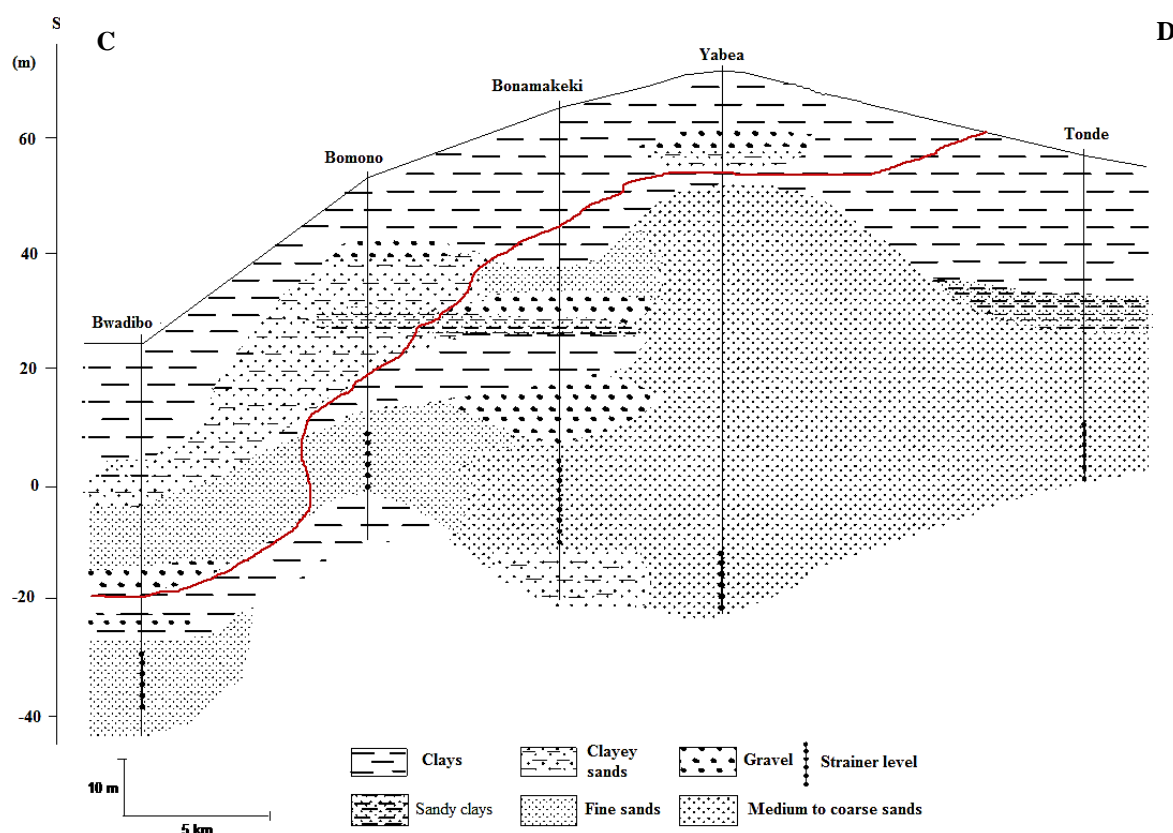 S
C
D
(m)
Yabea
Bonamakeki
60
Tonde
Bomono
40
Bwadibo
20
0
-20
-40
Clays
Clayey
sands
Gravel
Strainer level
Sandy clays
Fine sands
Medium to coarse sands
10 m
5 km